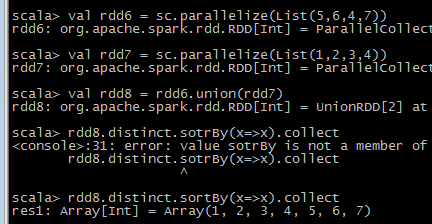 scala> val rdd6 = sc.parallelize(List(5,6,4,7))
rdd6: org.apache.spark.rdd.RDD[Int] = ParallelCollect
scala> val rdd7 = sc.parallelize(List(1,2,3,4))
rdd7: org.apache.spark.rdd.RDD[Int] = ParallelCollect
scala> val rdd8 = rdd6.union(rdd7)
rdd8: org.apache.spark.rdd.RDD[Int] = UnionRDD[2] at
scala> rdd8.distinct.sotrBy(x=>x).collect
<console>:31: error: value sotrBy is not a member of
rdd8.distinct.sotrBy(x=>x).collect
^
scala> rdd8.distinct.sortBy(x=>x).collect
res1: Array[Int] = Array(1, 2, 3, 4, 5, 6, 7)